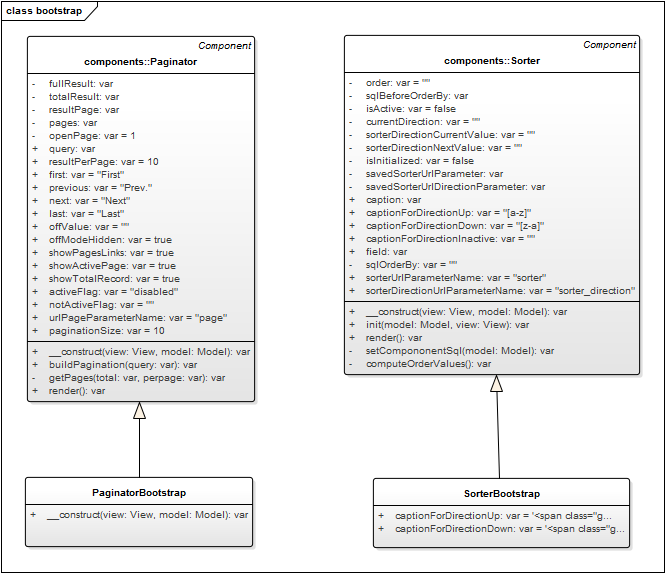 class bootstrap
Component
components::Paginator
- fullResult: var
- totalResult: var
- resultPage: var
- pages: var
- openPage: var = 1
+ query: var
+ resultPerPage: var = 10
+ first: var = "First"
+ previous: var = "Prev."
+ next: var = "Next"
+ last: var = "Last"
+ offValue: var = ""
+ offModeHidden: var = true
+ showPagesLinks: var = true
+ showActivePage: var = true
+ showTotalRecord: var = true
+ activeFlag: var = "disabled"
+ notActiveFlag: var = ""
+ urlPageParameterName: var = "page"
+ paginationSize: var = 10
+ __construct(view: View, model: Model): var
+ buildPagination(query: var): var
- getPages(total: var, perpage: var): var
+ render(): var
Component
components::Sorter
- order: var = ""
- sqlBeforeOrderBy: var
- isActive: var = false
- currentDirection: var = ""
- sorterDirectionCurrentValue: var = ""
- sorterDirectionNextValue: var = ""
- isInitialized: var = false
- savedSorterUrlParameter: var
- savedSorterUrlDirectionParameter: var
+ caption: var
+ captionForDirectionUp: var = "[a-z]"
+ captionForDirectionDown: var = "[z-a]"
+ captionForDirectionInactive: var = ""
+ field: var
- sqlOrderBy: var = ""
+ sorterUrlParameterName: var = "sorter"
+ sorterDirectionUrlParameterName: var = "sorter_direction"
+ __construct(view: View, model: Model): var
+ init(model: Model, view: View): var
+ render(): var
- setCompononentSql(model: Model): var
- computeOrderValues(): var
PaginatorBootstrap
+ __construct(view: View, model: Model): var
SorterBootstrap
+ captionForDirectionUp: var = '<span class="g...
+ captionForDirectionDown: var = '<span class="g...